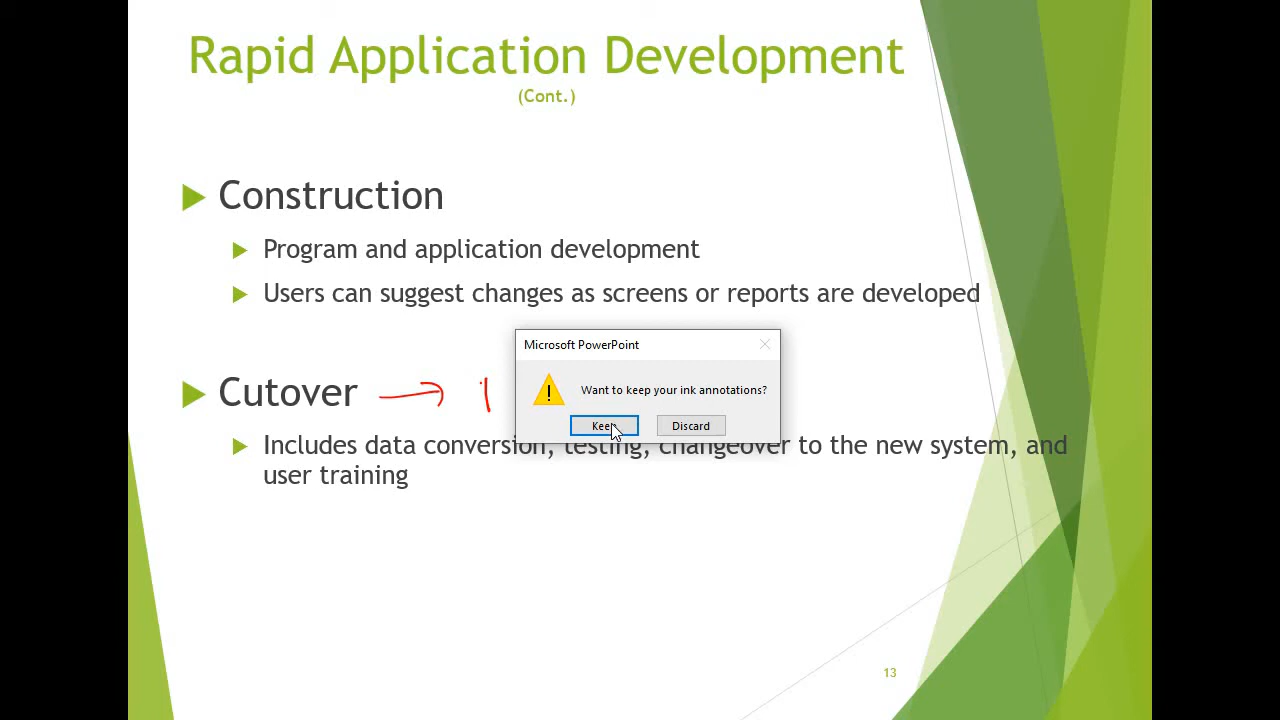 Rapid Application Development
(Cont.)
Construction
Program and application development
Users can suggest changes as screens or reports are developed
Microsoft PowerPoint
Want to keep your ink annotations?
Keep
Discard
Cutover
Includes data conversion, testing, changeover to the new system, and
user training
13